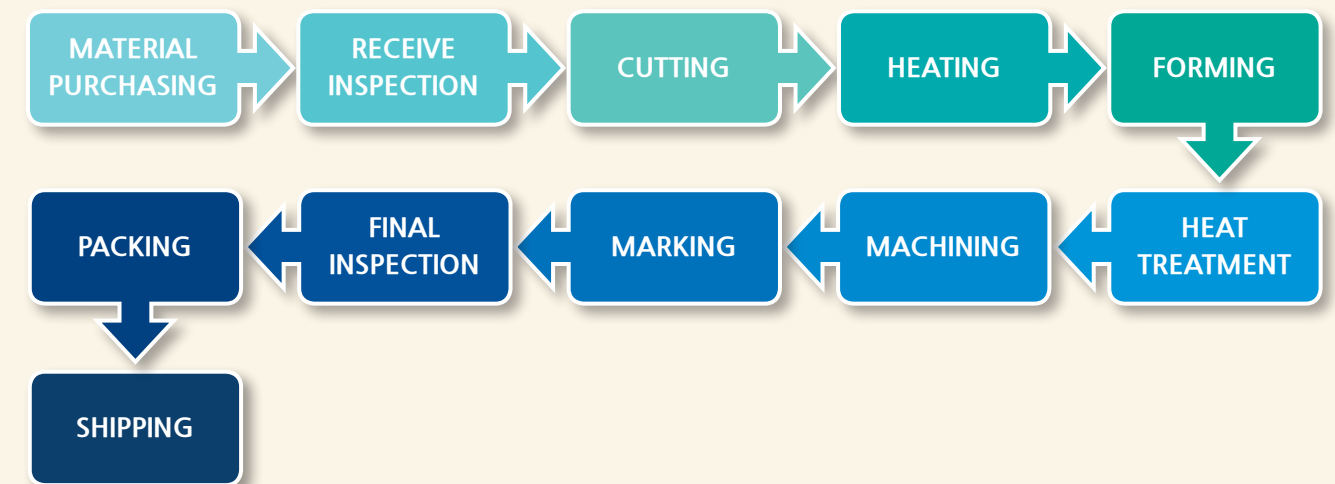 MATERIAL
PURCHASING
RECEIVE
INSPECTION
CUTTING
HEATING
FORMING
HEAT
TREATMENT
MACHINING
MARKING
FINAL
INSPECTION
PACKING
SHIPPING